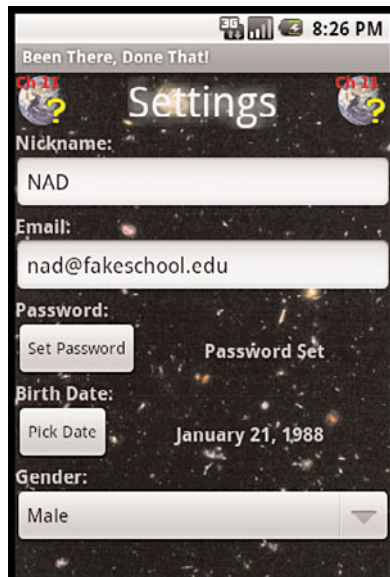 3G 8:26 PM
Been There, Done That!
Ch 11 Settings Ch 11
?  ?
Nickname:
NAD
Email:
nad@fakeschool.edu
Password:
Set Password Password Set
Birth Date:
Pick Date January 21, 1988
Gender:
Male